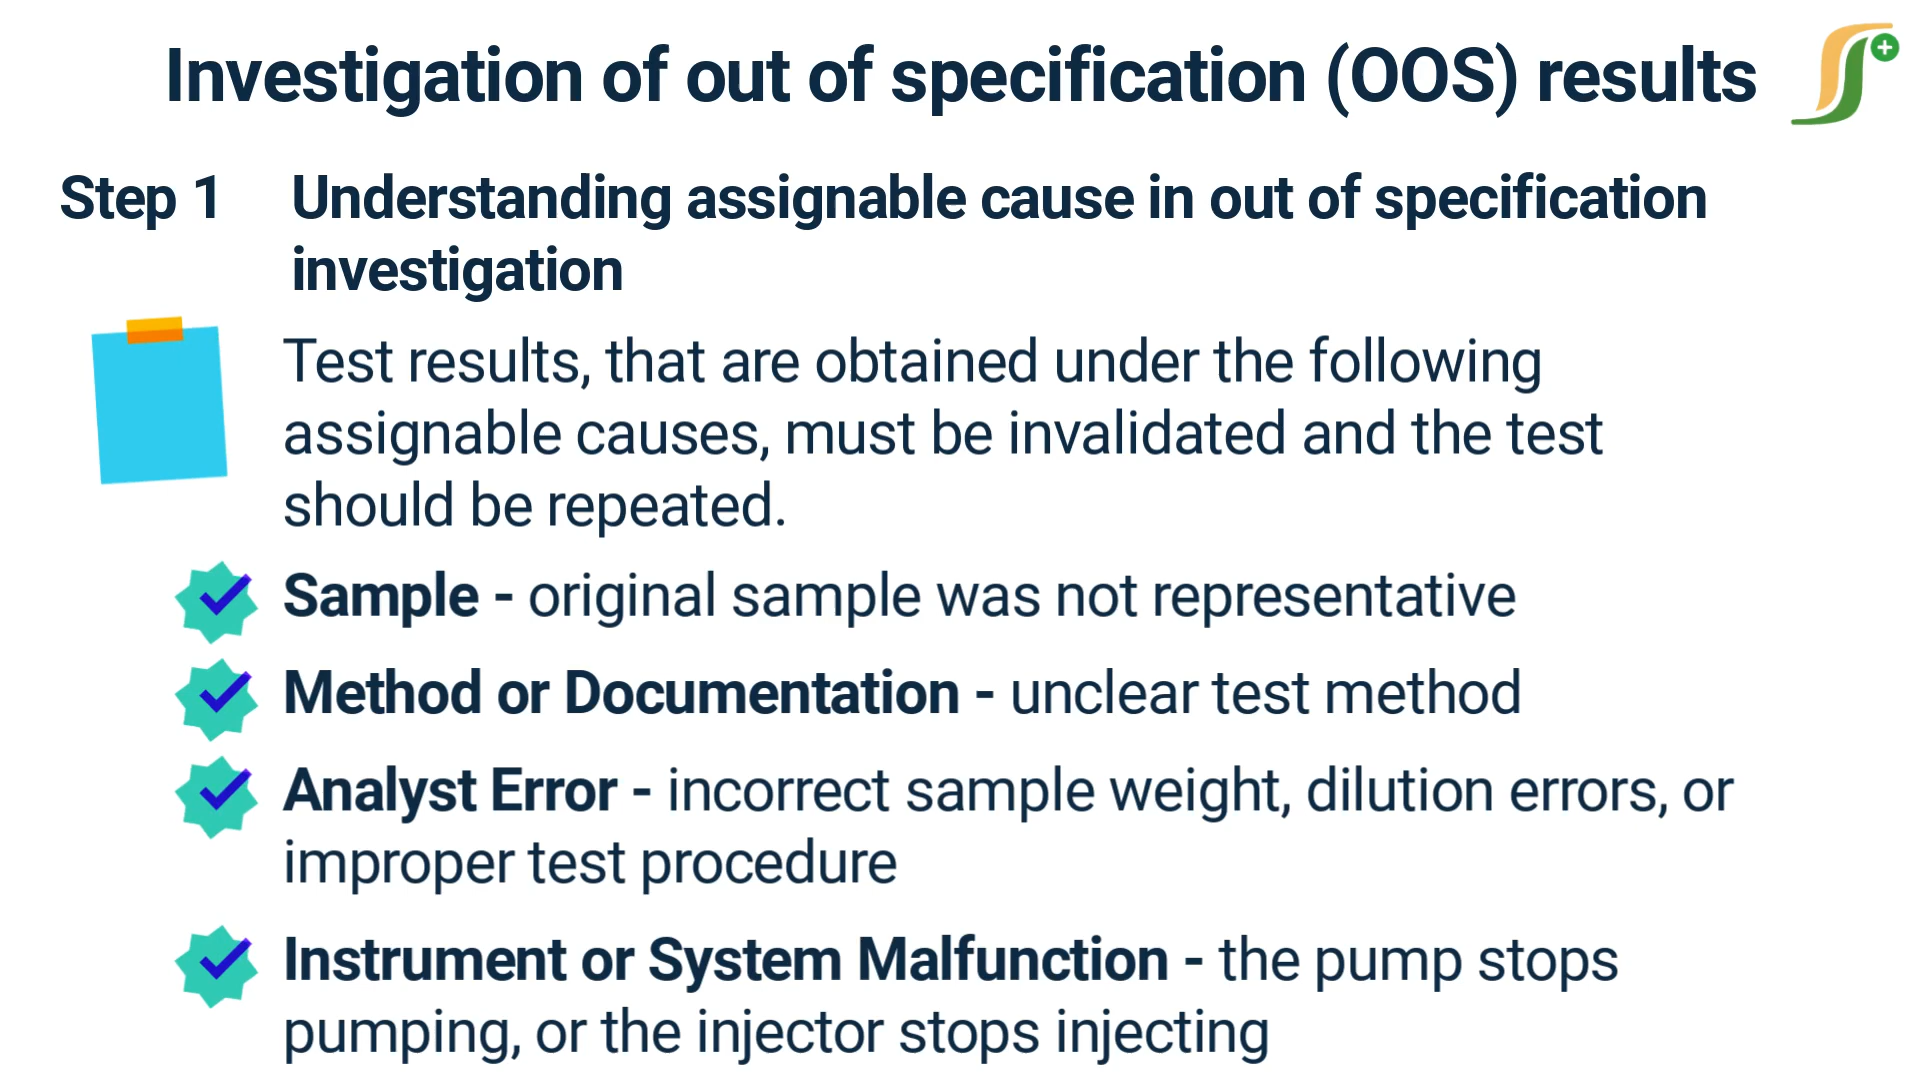 Investigation of out of specification (OOS) results
Step 1
Understanding assignable cause in out of specification
investigation
Test results, that are obtained under the following
assignable causes, must be invalidated and the test
should be repeated.
Sample - original sample was not representative
Method or Documentation - unclear test method
Analyst Error - incorrect sample weight, dilution errors, or
improper test procedure
Instrument or System Malfunction - the pump stops
pumping, or the injector stops injecting